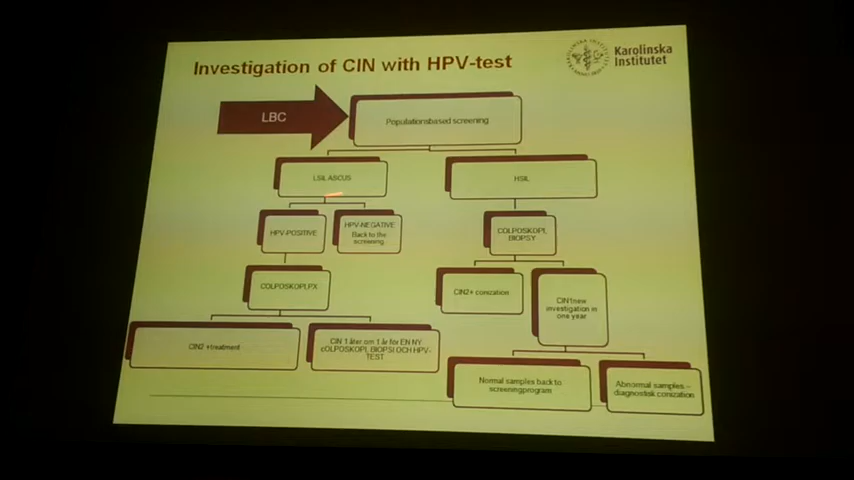 Investigation of CIN with HPV-test
Karolinska
Institutet
LBC
Populationsbased screening
LSIL ASCUS
HSIL
HPV-POSITIVE
HPV-NEGATIVE
Back to the
screening.
COLPOSKOPI,
BIOPSY
COLPOSKOPI,PX
CIN2+ conization
CIN1new
investigation in
one year
CIN2 +treatment
CIN 1 åter om 1 år för EN NY
cOLPOSKOPI, BIOPSI OCH HPV-
TEST
Normal samples back to
screeningprogram
Abnormal samples –
diagnostisk conization